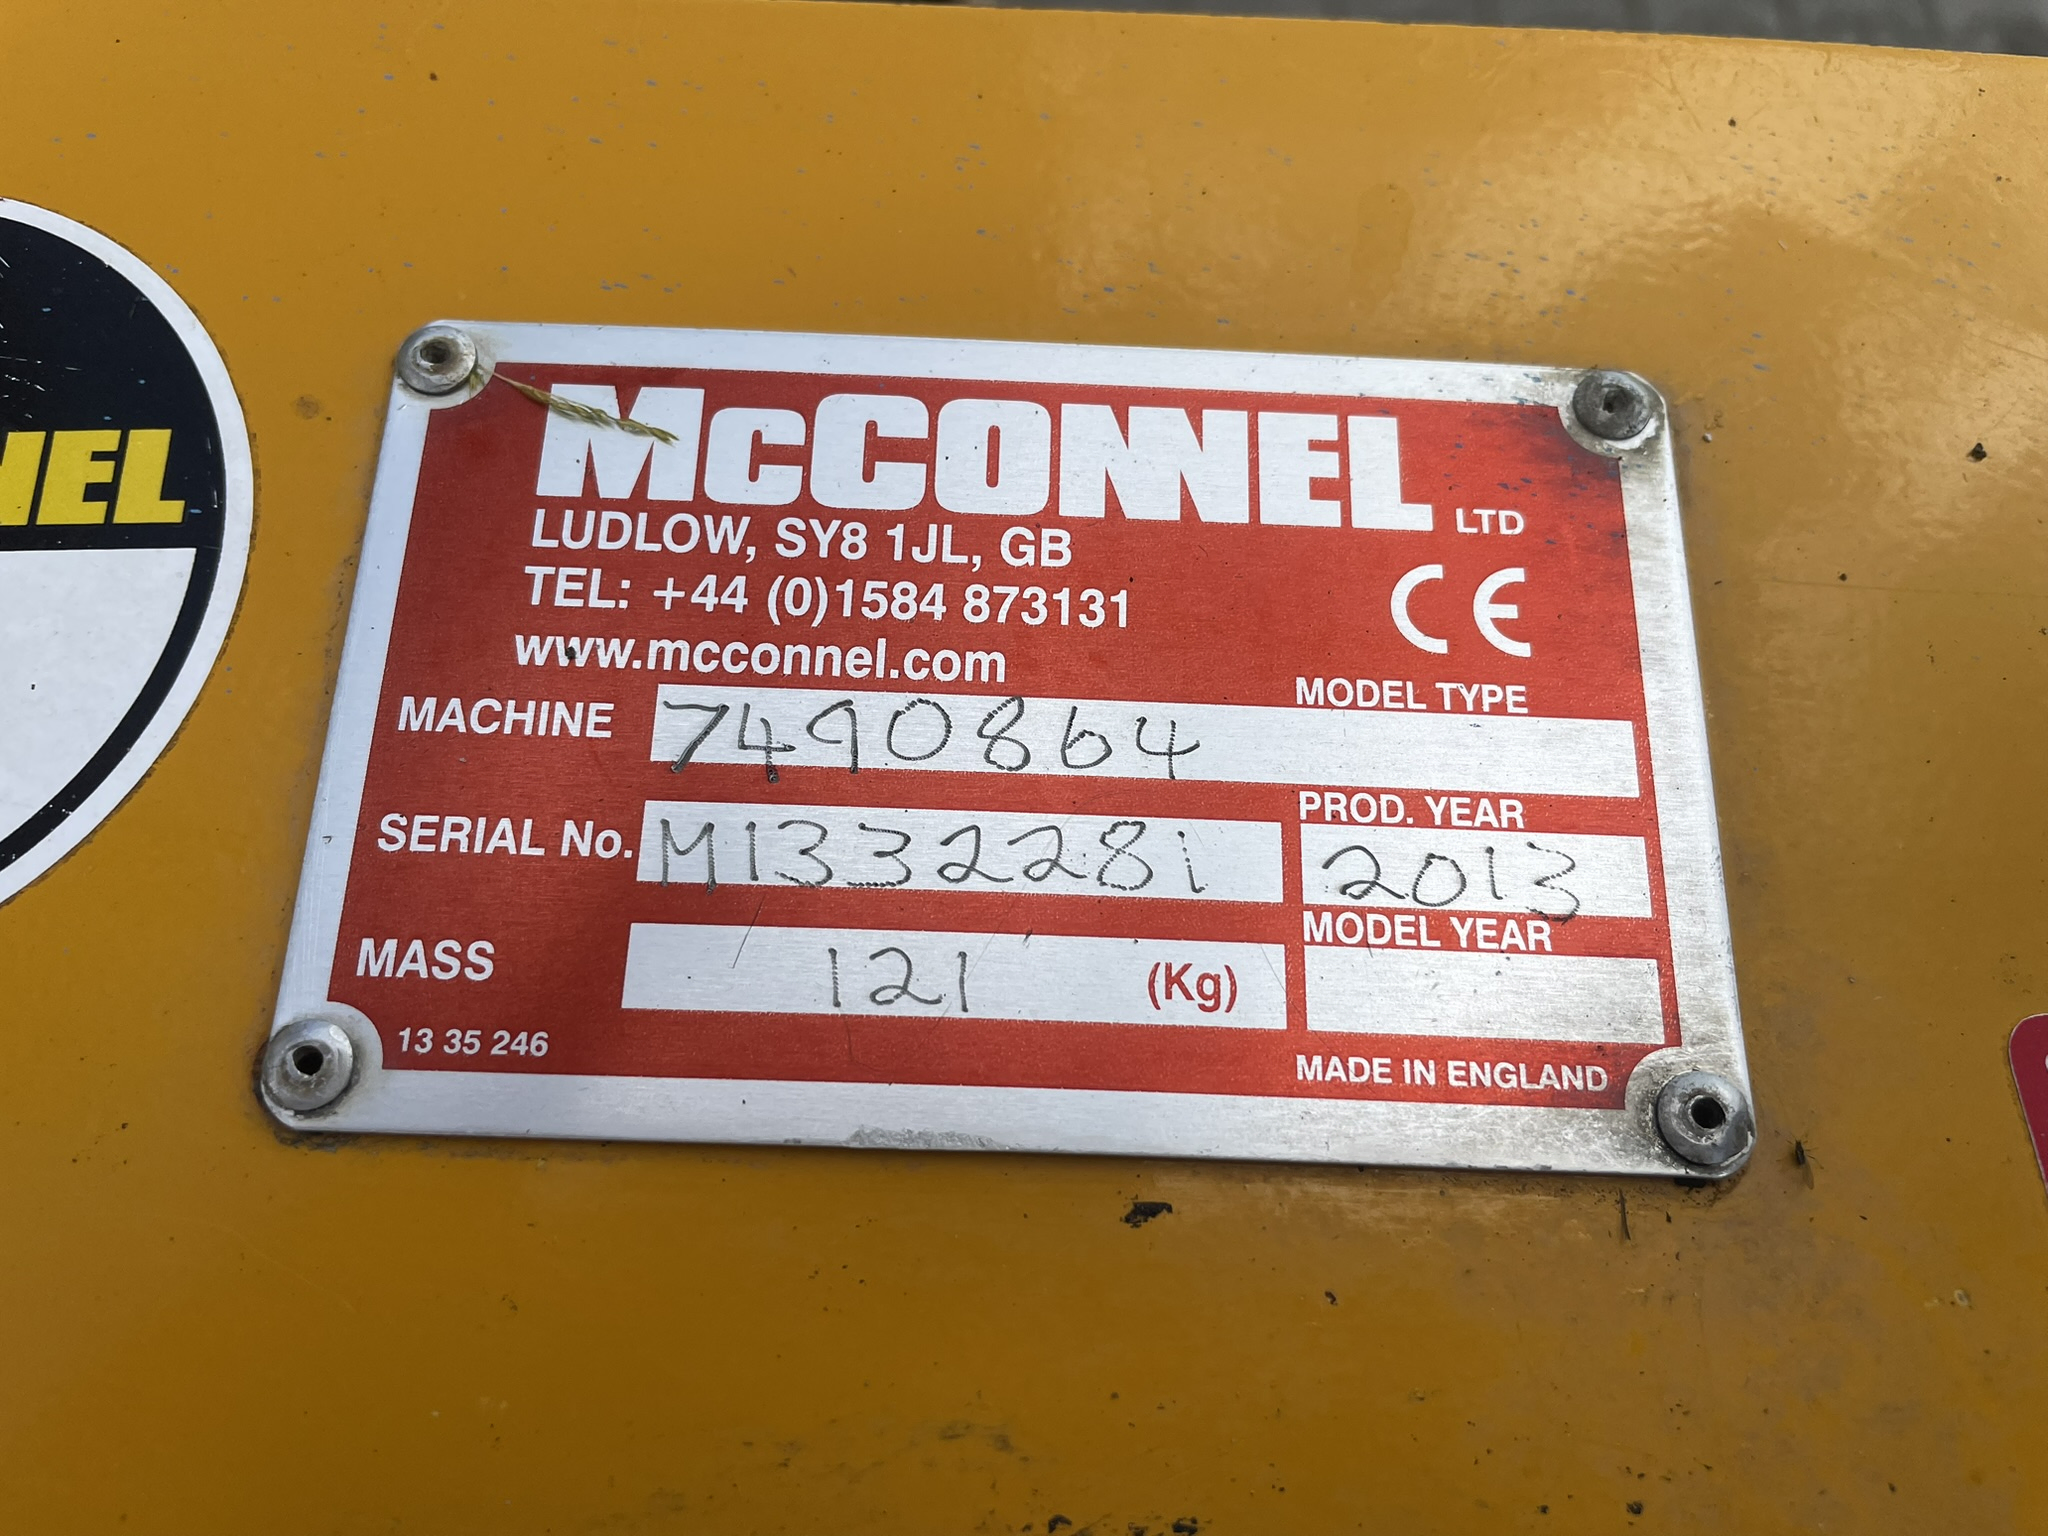 NEL
McCONNEL LTD
LUDLOW, SY8 1JL, GB
TEL: +44 (0)1584 873131
www.mcconnel.com
CE
MODEL TYPE
MACHINE 7490864
PROD. YEAR
SERIAL No. M1332281 2013
MODEL YEAR
MASS 121 (Kg)
13 35 246
MADE IN ENGLAND